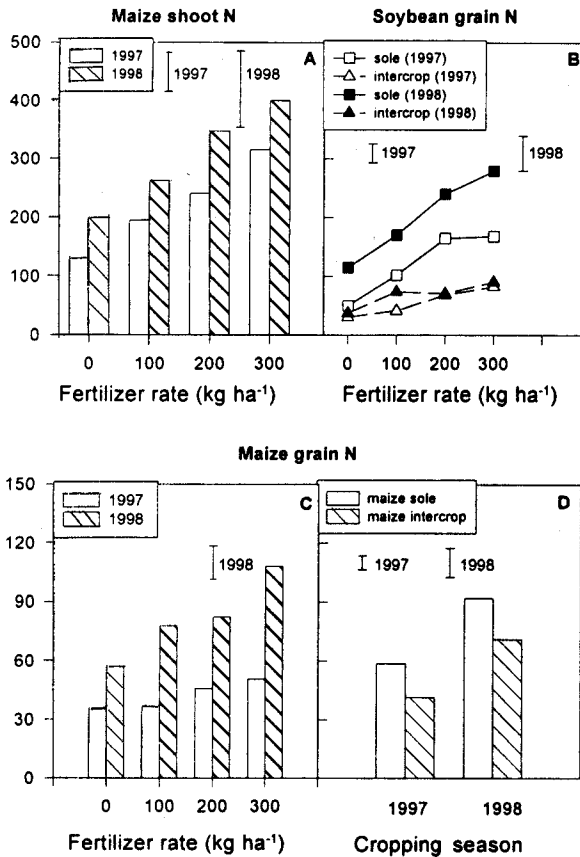 Maize shoot N
Soybean grain N
500
400
300
200
100
0
1997
1998
1997
1998
A
0 100 200 300
Fertilizer rate (kg ha⁻¹)
sole (1997)
intercrop (1997)
sole (1998)
intercrop (1998)
B
1997
1998
0 100 200 300
Fertilizer rate (kg ha⁻¹)
Maize grain N
150
120
90
60
30
0
1997
1998
C
1998
0 100 200 300
Fertilizer rate (kg ha⁻¹)
maize sole
maize intercrop
D
1997
1998
1997 1998
Cropping season